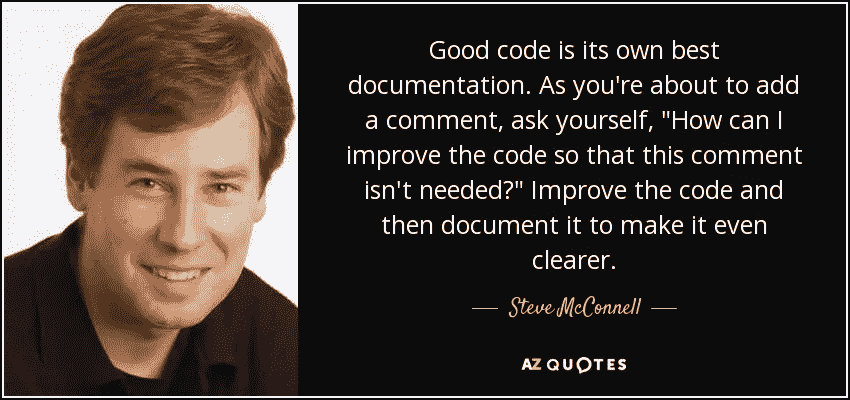 Good code is its own best
documentation. As you're about to add
a comment, ask yourself, "How can I
improve the code so that this comment
isn't needed?" Improve the code and
then document it to make it even
clearer.
Steve McConnell
AZ QUOTES